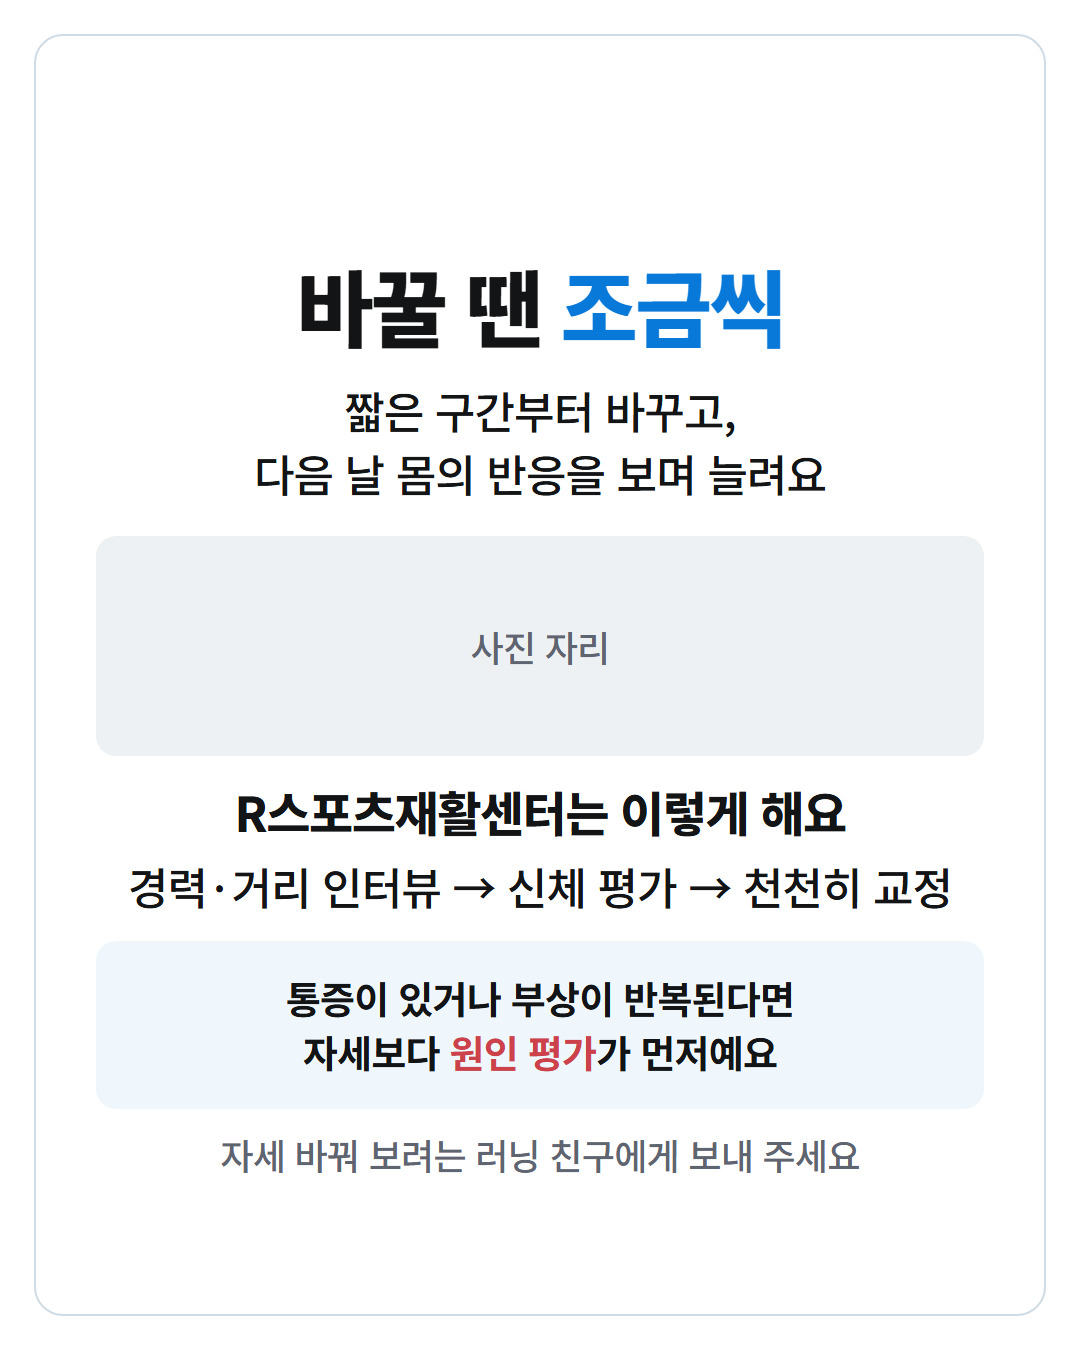 바꿀 땐 조금씩
짧은 구간부터 바꾸고,
다음 날 몸의 반응을 보며 늘려요
사진 자리
R스포츠재활센터는 이렇게 해요
경력·거리 인터뷰 → 신체 평가 → 천천히 교정
통증이 있거나 부상이 반복된다면
자세보다 원인 평가가 먼저예요
자세 바꿔 보려는 러닝 친구에게 보내 주세요